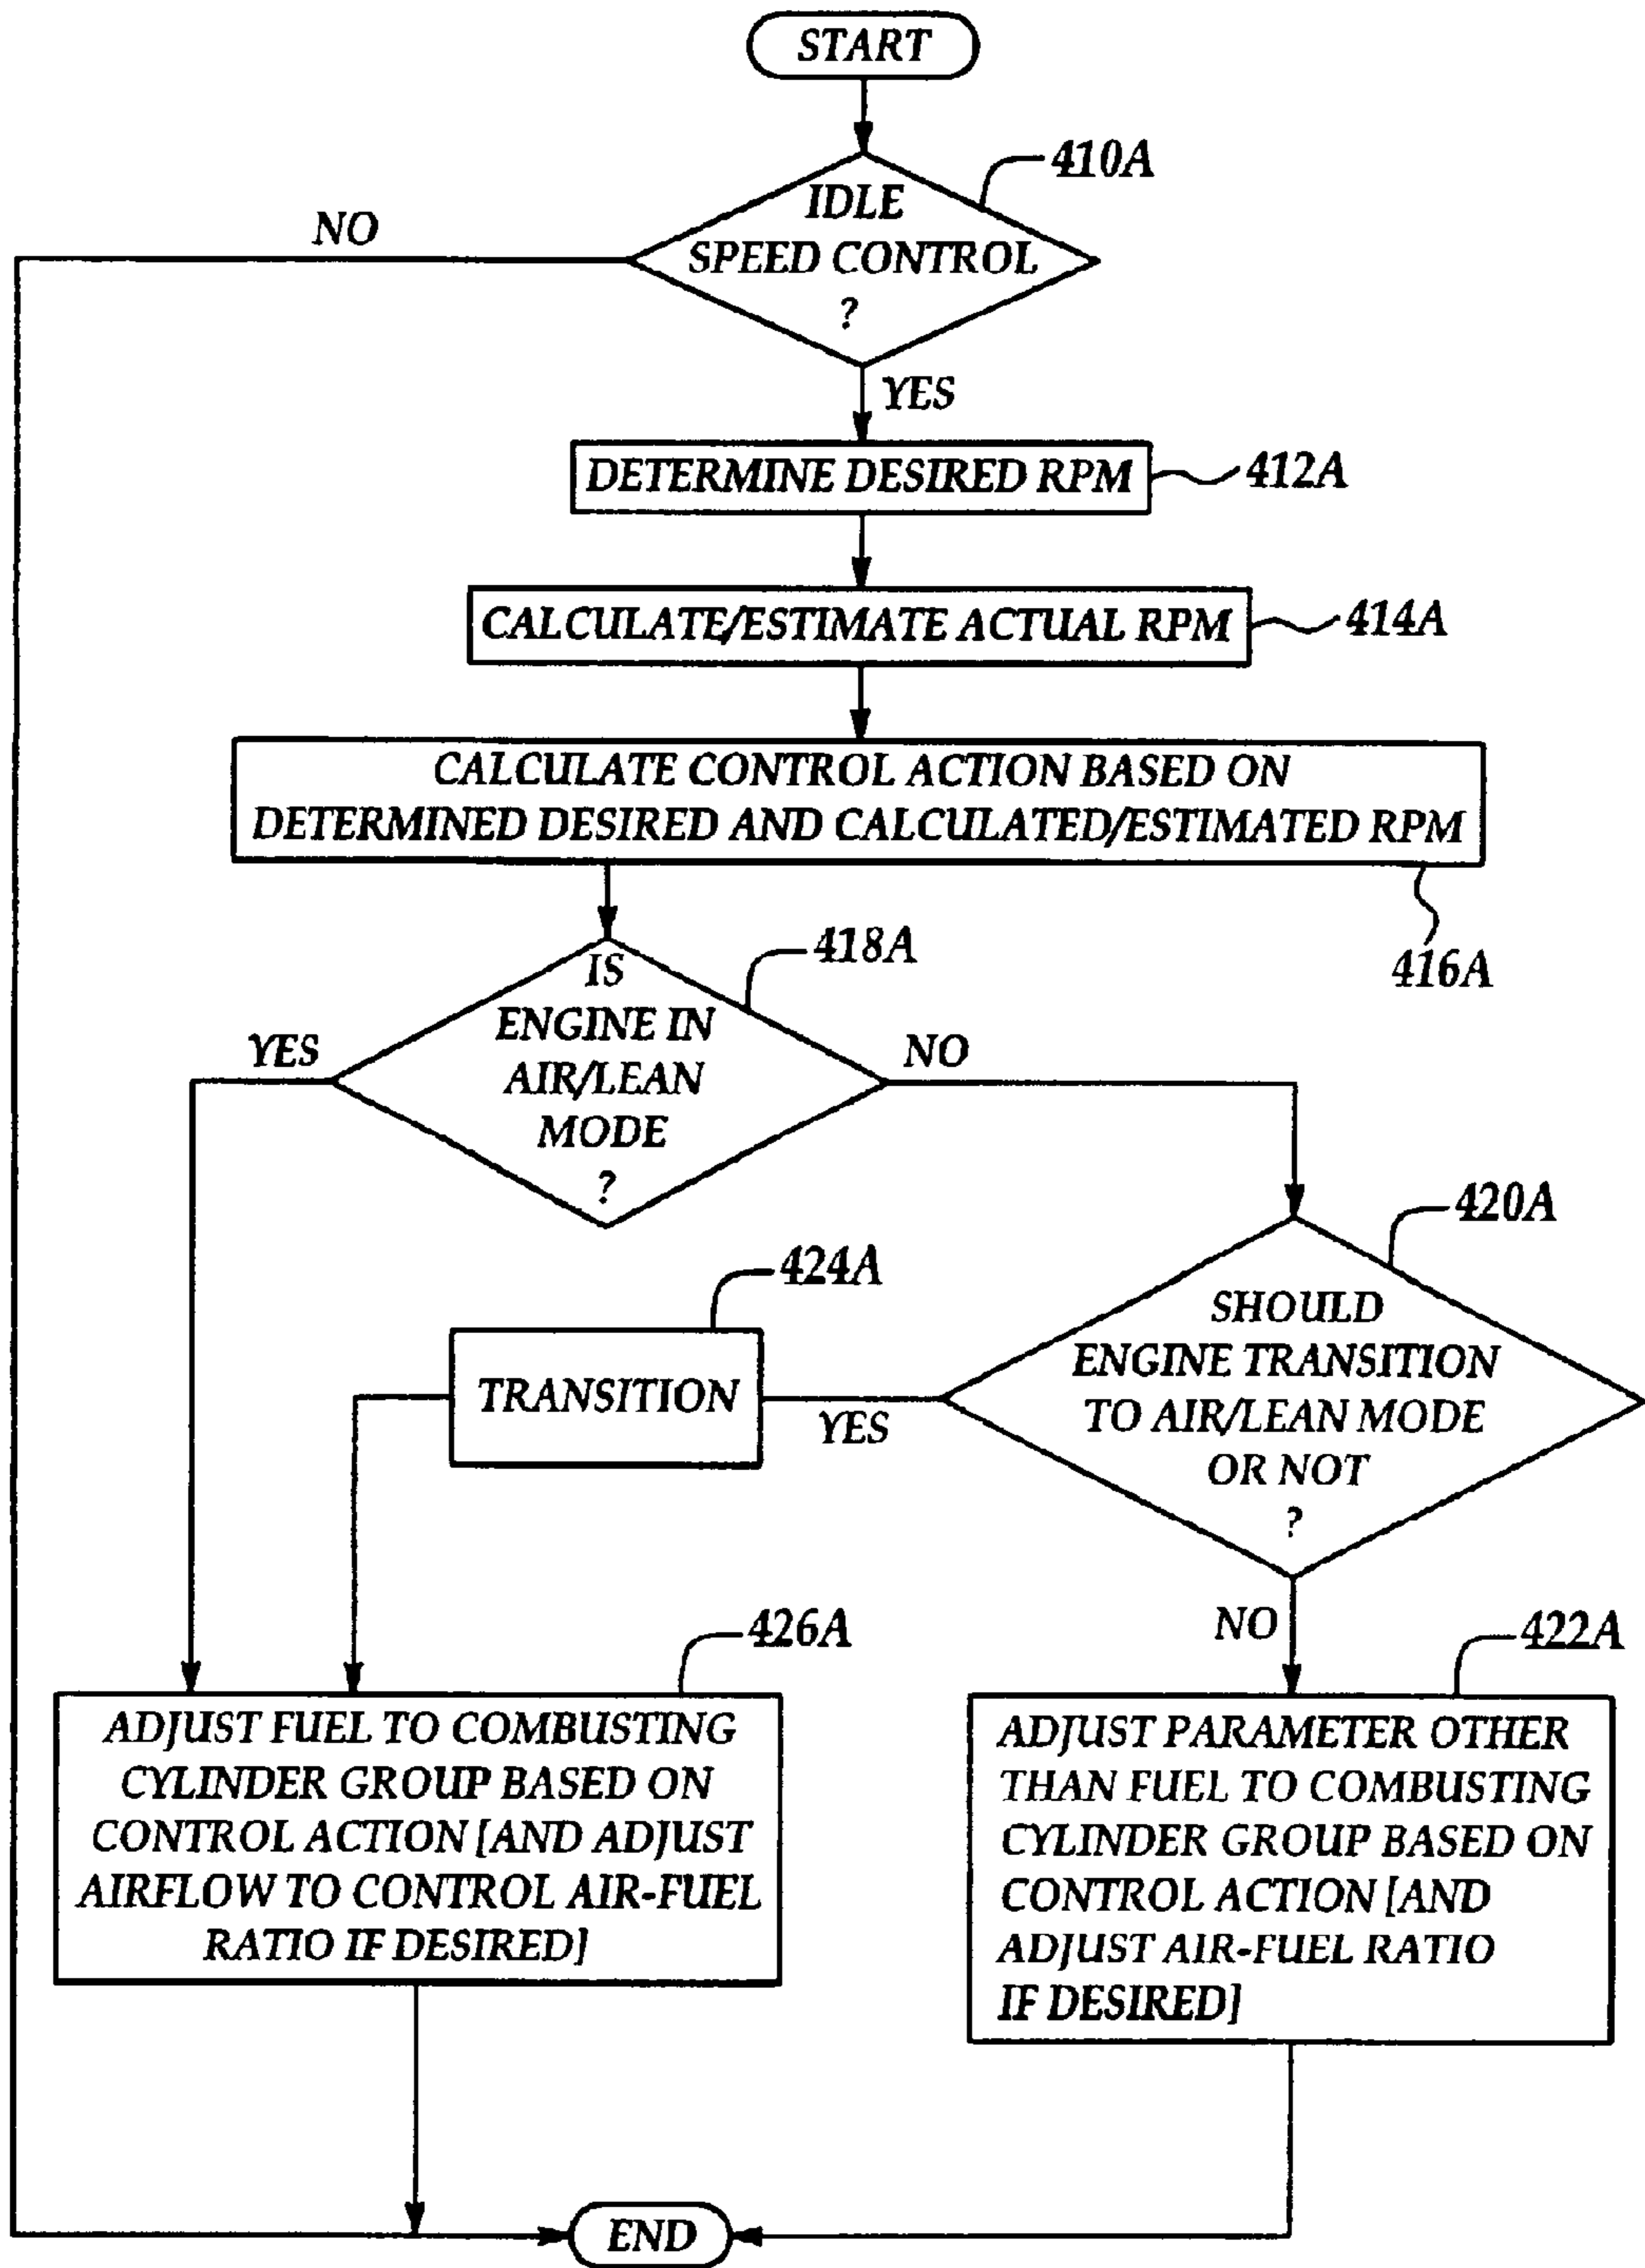 START
410A
IDLE
SPEED CONTROL
?
NO
YES
DETERMINE DESIRED RPM
412A
CALCULATE/ESTIMATE ACTUAL RPM
414A
CALCULATE CONTROL ACTION BASED ON
DETERMINED DESIRED AND CALCULATED/ESTIMATED RPM
416A
418A
IS
ENGINE IN
AIR/LEAN
MODE
?
YES
NO
420A
SHOULD
ENGINE TRANSITION
TO AIR/LEAN MODE
OR NOT
?
424A
TRANSITION
YES
NO
426A
ADJUST FUEL TO COMBUSTING
CYLINDER GROUP BASED ON
CONTROL ACTION [AND ADJUST
AIRFLOW TO CONTROL AIR-FUEL
RATIO IF DESIRED]
422A
ADJUST PARAMETER OTHER
THAN FUEL TO COMBUSTING
CYLINDER GROUP BASED ON
CONTROL ACTION [AND
ADJUST AIR-FUEL RATIO
IF DESIRED]
END